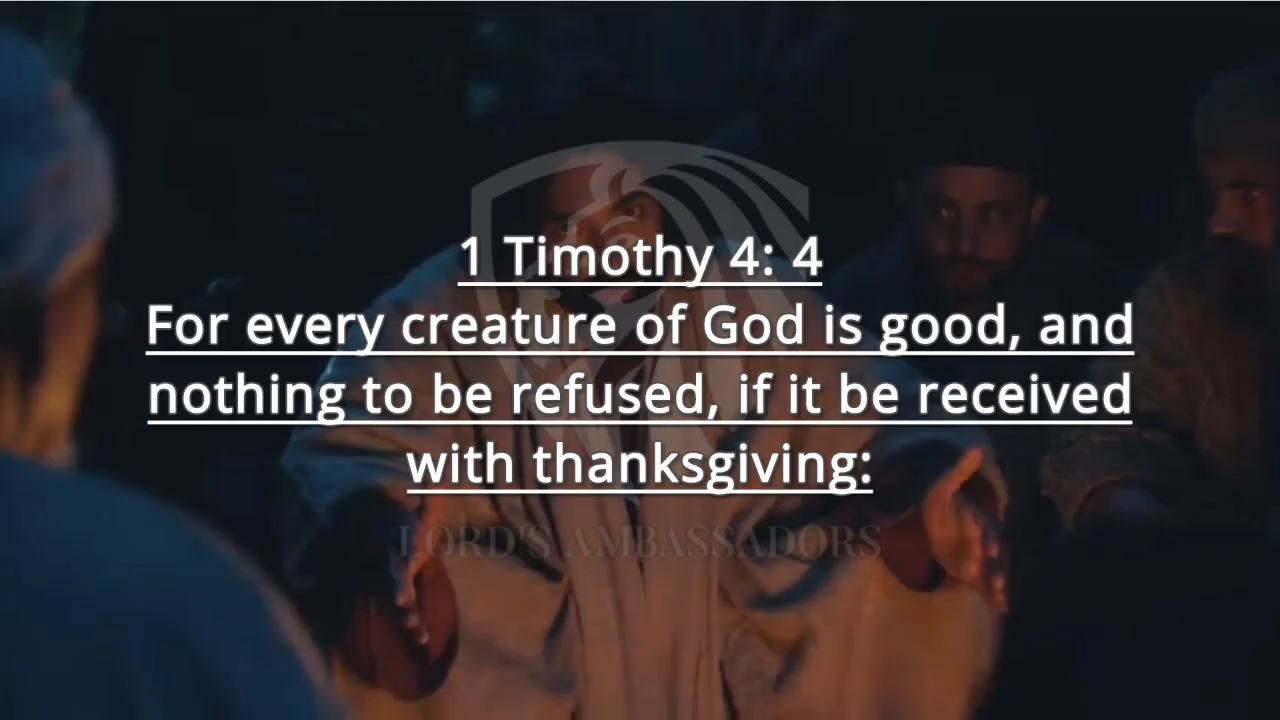 1 Timothy 4: 4
For every creature of God is good, and
nothing to be refused, if it be received
with thanksgiving:
LORD'S AMBASSADORS